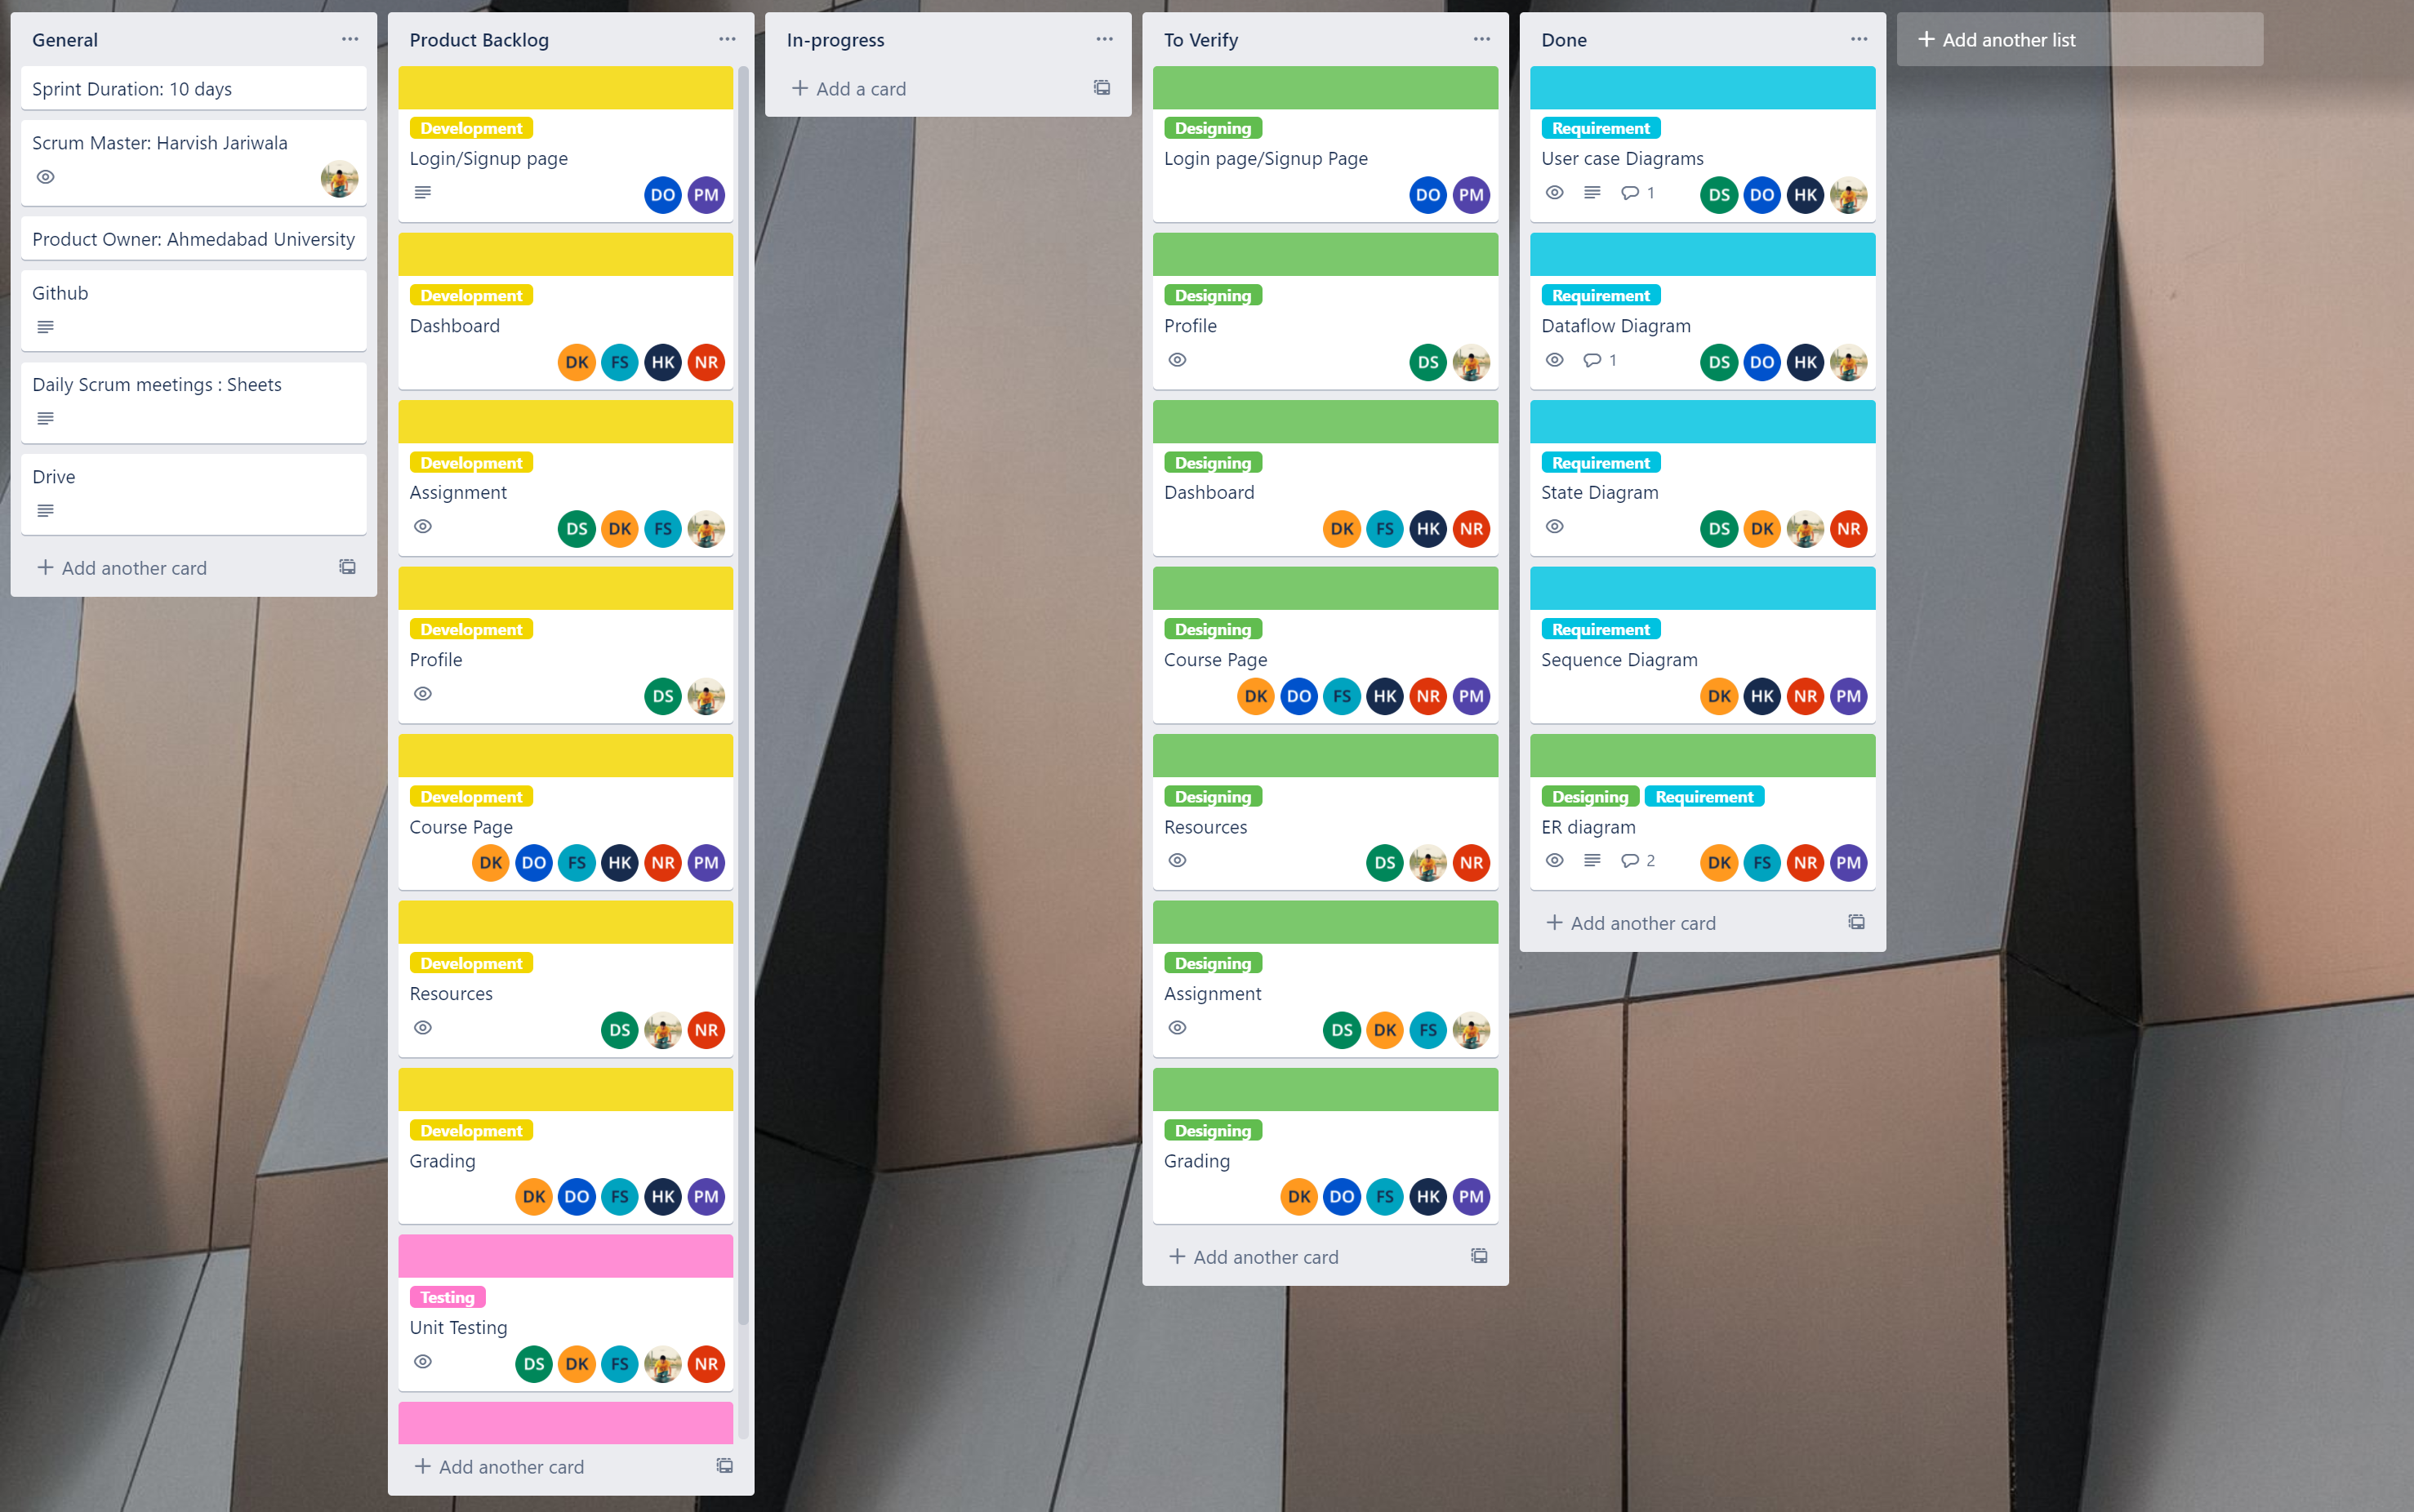 General
Sprint Duration: 10 days
Scrum Master: Harvish Jariwala
Product Owner: Ahmedabad University
Github
Daily Scrum meetings : Sheets
Drive
Add another card
Product Backlog
Development
Login/Signup page
DO PM
Development
Dashboard
DK FS HK NR
Development
Assignment
DS DK FS
Development
Profile
DS
Development
Course Page
DK DO FS HK NR PM
Development
Resources
DS NR
Development
Grading
DK DO FS HK PM
Testing
Unit Testing
DS DK FS NR
Add another card
In-progress
Add a card
To Verify
Designing
Login page/Signup Page
DO PM
Designing
Profile
DS
Designing
Dashboard
DK FS HK NR
Designing
Course Page
DK DO FS HK NR PM
Designing
Resources
DS NR
Designing
Assignment
DS DK FS
Designing
Grading
DK DO FS HK PM
Add another card
Done
Requirement
User case Diagrams
1 DS DO HK
Requirement
Dataflow Diagram
1 DS DO HK
Requirement
State Diagram
DS DK NR
Requirement
Sequence Diagram
DK HK NR PM
Designing Requirement
ER diagram
2 DK FS NR PM
Add another card
Add another list